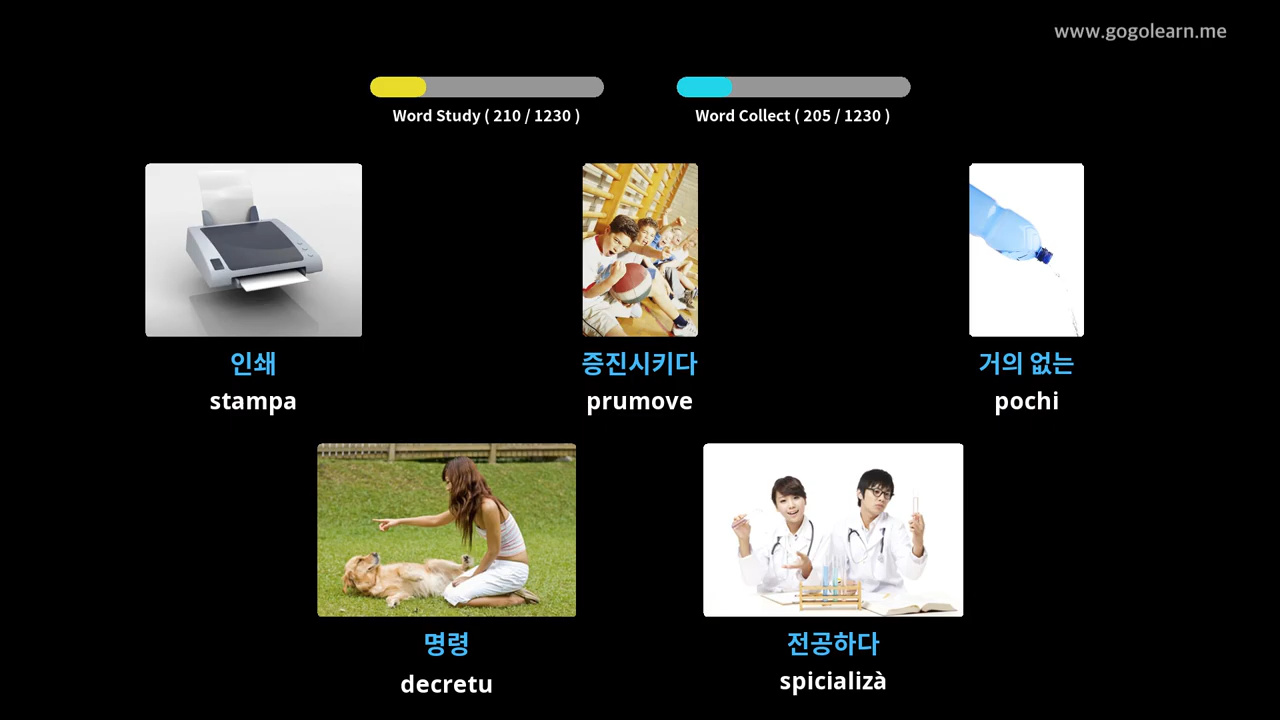 www.gogolearn.me
Word Study ( 210 / 1230 )
Word Collect ( 205 / 1230 )
인쇄
stampa
증진시키다
prumove
거의 없는
pochi
명령
decretu
전공하다
spicializà